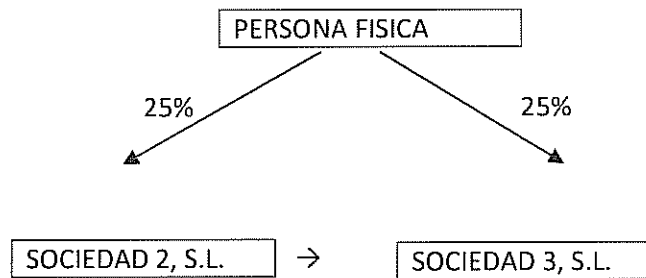 PERSONA FISICA
25% 25%
SOCIEDAD 2, S.L. → SOCIEDAD 3, S.L.